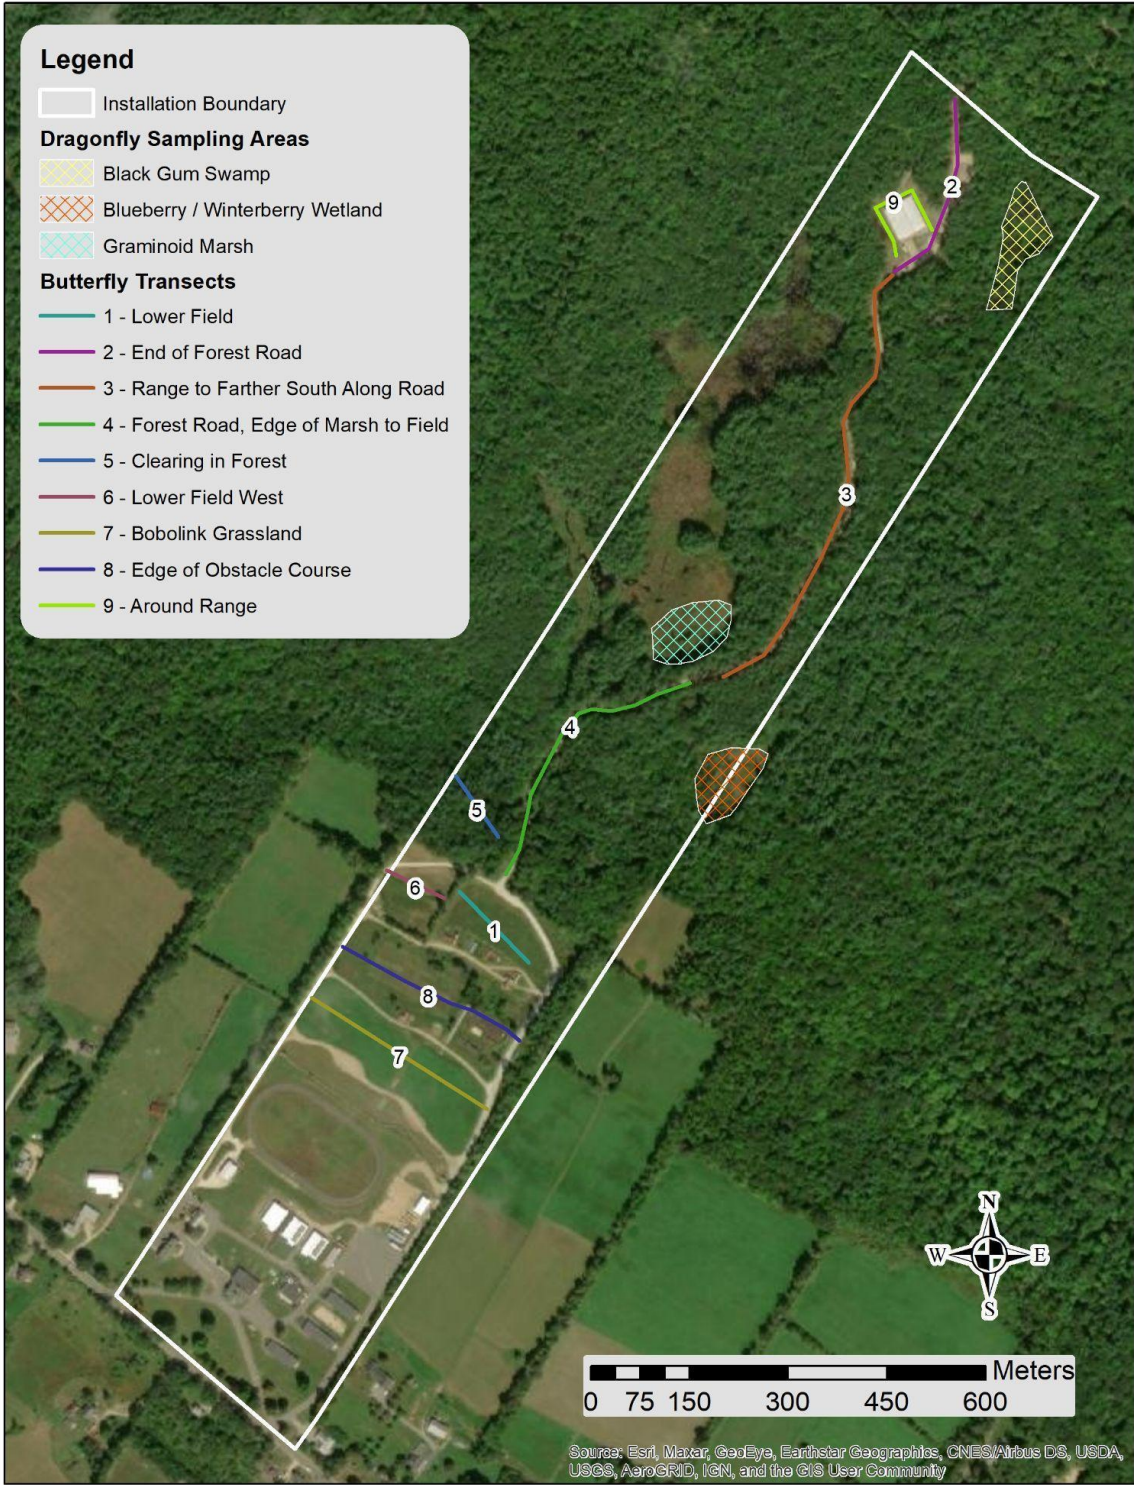 Legend
Installation Boundary
Dragonfly Sampling Areas
Black Gum Swamp
Blueberry / Winterberry Wetland
Graminoid Marsh
Butterfly Transects
1 - Lower Field
2 - End of Forest Road
3 - Range to Farther South Along Road
4 - Forest Road, Edge of Marsh to Field
5 - Clearing in Forest
6 - Lower Field West
7 - Bobolink Grassland
8 - Edge of Obstacle Course
9 - Around Range
2
9
3
4
5
6
1
8
7
N
W E
S
Meters
0 75 150 300 450 600
Source: Esri, Maxar, GeoEye, Earthstar Geographics, CNES/Airbus DS, USDA,
USGS, AeroGRID, IGN, and the GIS User Community